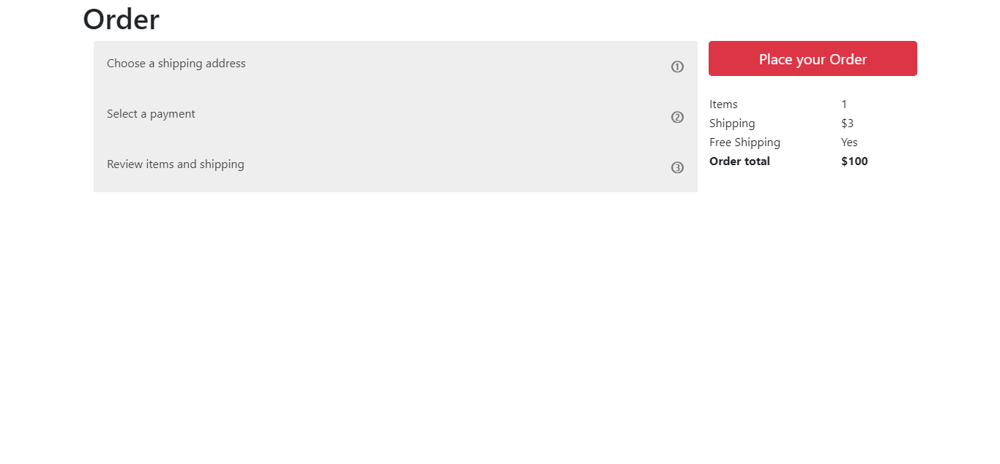 Order
Choose a shipping address ①
Select a payment ②
Review items and shipping ③
Place your Order
Items 1
Shipping $3
Free Shipping Yes
Order total $100